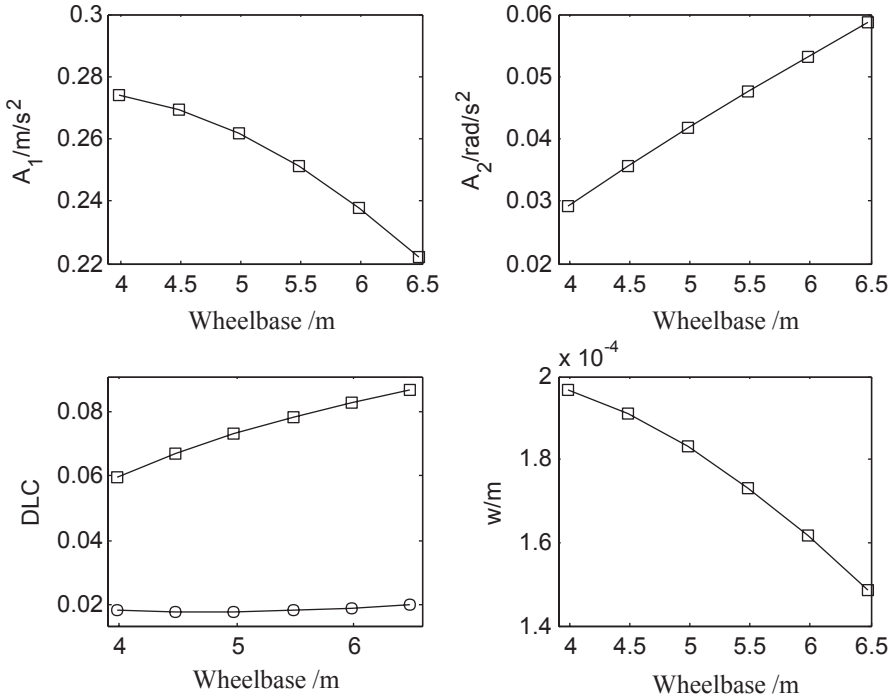 0.3
0.28
0.26
0.24
0.22
A1/m/s2
4 4.5 5 5.5 6 6.5
Wheelbase /m
0.06
0.05
0.04
0.03
0.02
A2/rad/s2
4 4.5 5 5.5 6 6.5
Wheelbase /m
0.08
0.06
0.04
0.02
DLC
4 5 6
Wheelbase /m
x 10-4
2
1.8
1.6
1.4
w/m
4 4.5 5 5.5 6 6.5
Wheelbase /m